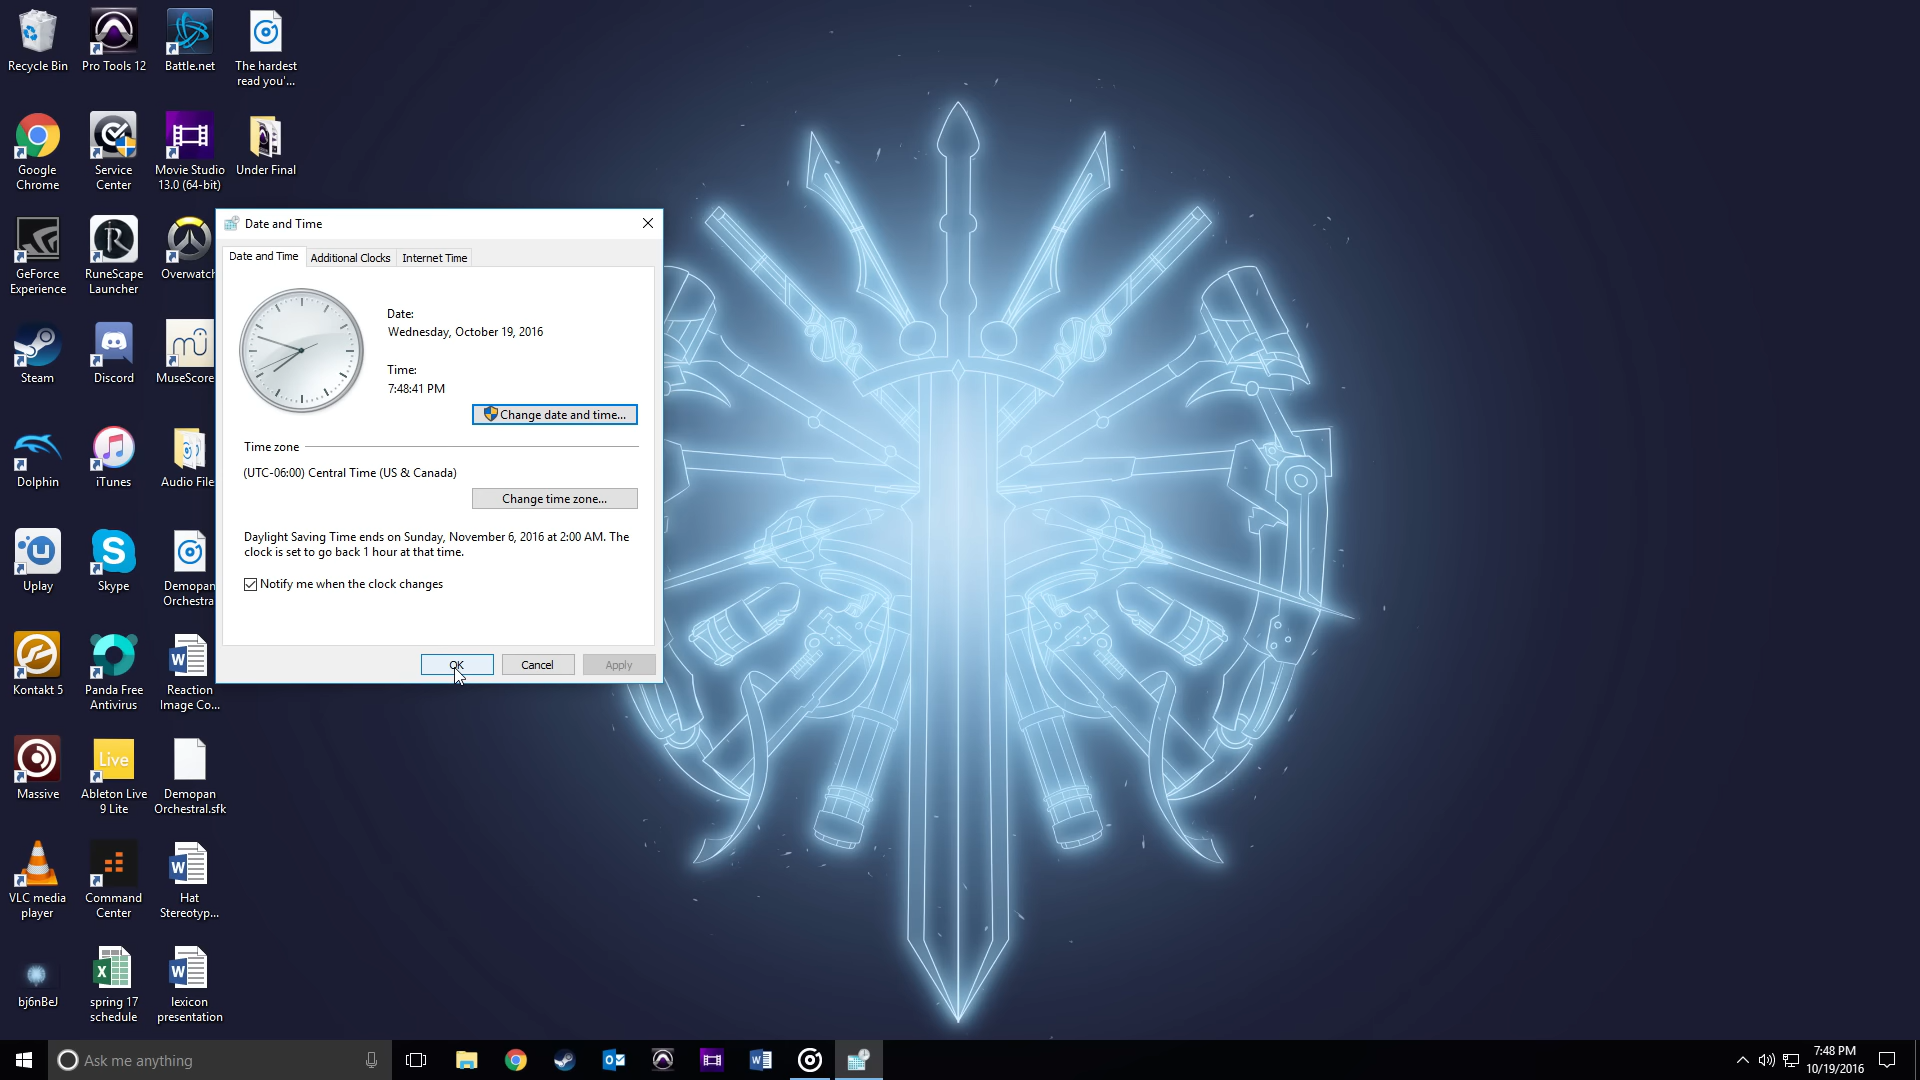 Recycle Bin
Pro Tools 12
Battle.net
The hardest
read you'...
Google
Chrome
Service
Center
Movie Studio
13.0 (64-bit)
Under Final
GeForce
Experience
RuneScape
Launcher
Overwatch
Steam
Discord
MuseScore
Dolphin
iTunes
Audio File
Uplay
Skype
Demopan
Orchestra
Kontakt 5
Panda Free
Antivirus
Reaction
Image Co...
Massive
Live
Ableton Live
9 Lite
Demopan
Orchestral.sfk
VLC media
player
Command
Center
Hat
Stereotyp...
bj6nBeJ
spring 17
schedule
lexicon
presentation
Date and Time
Date and Time
Additional Clocks
Internet Time
Date:
Wednesday, October 19, 2016
Time:
7:48:41 PM
Change date and time...
Time zone
(UTC-06:00) Central Time (US & Canada)
Change time zone...
Daylight Saving Time ends on Sunday, November 6, 2016 at 2:00 AM. The
clock is set to go back 1 hour at that time.
Notify me when the clock changes
OK
Cancel
Apply
Ask me anything
7:48 PM
10/19/2016